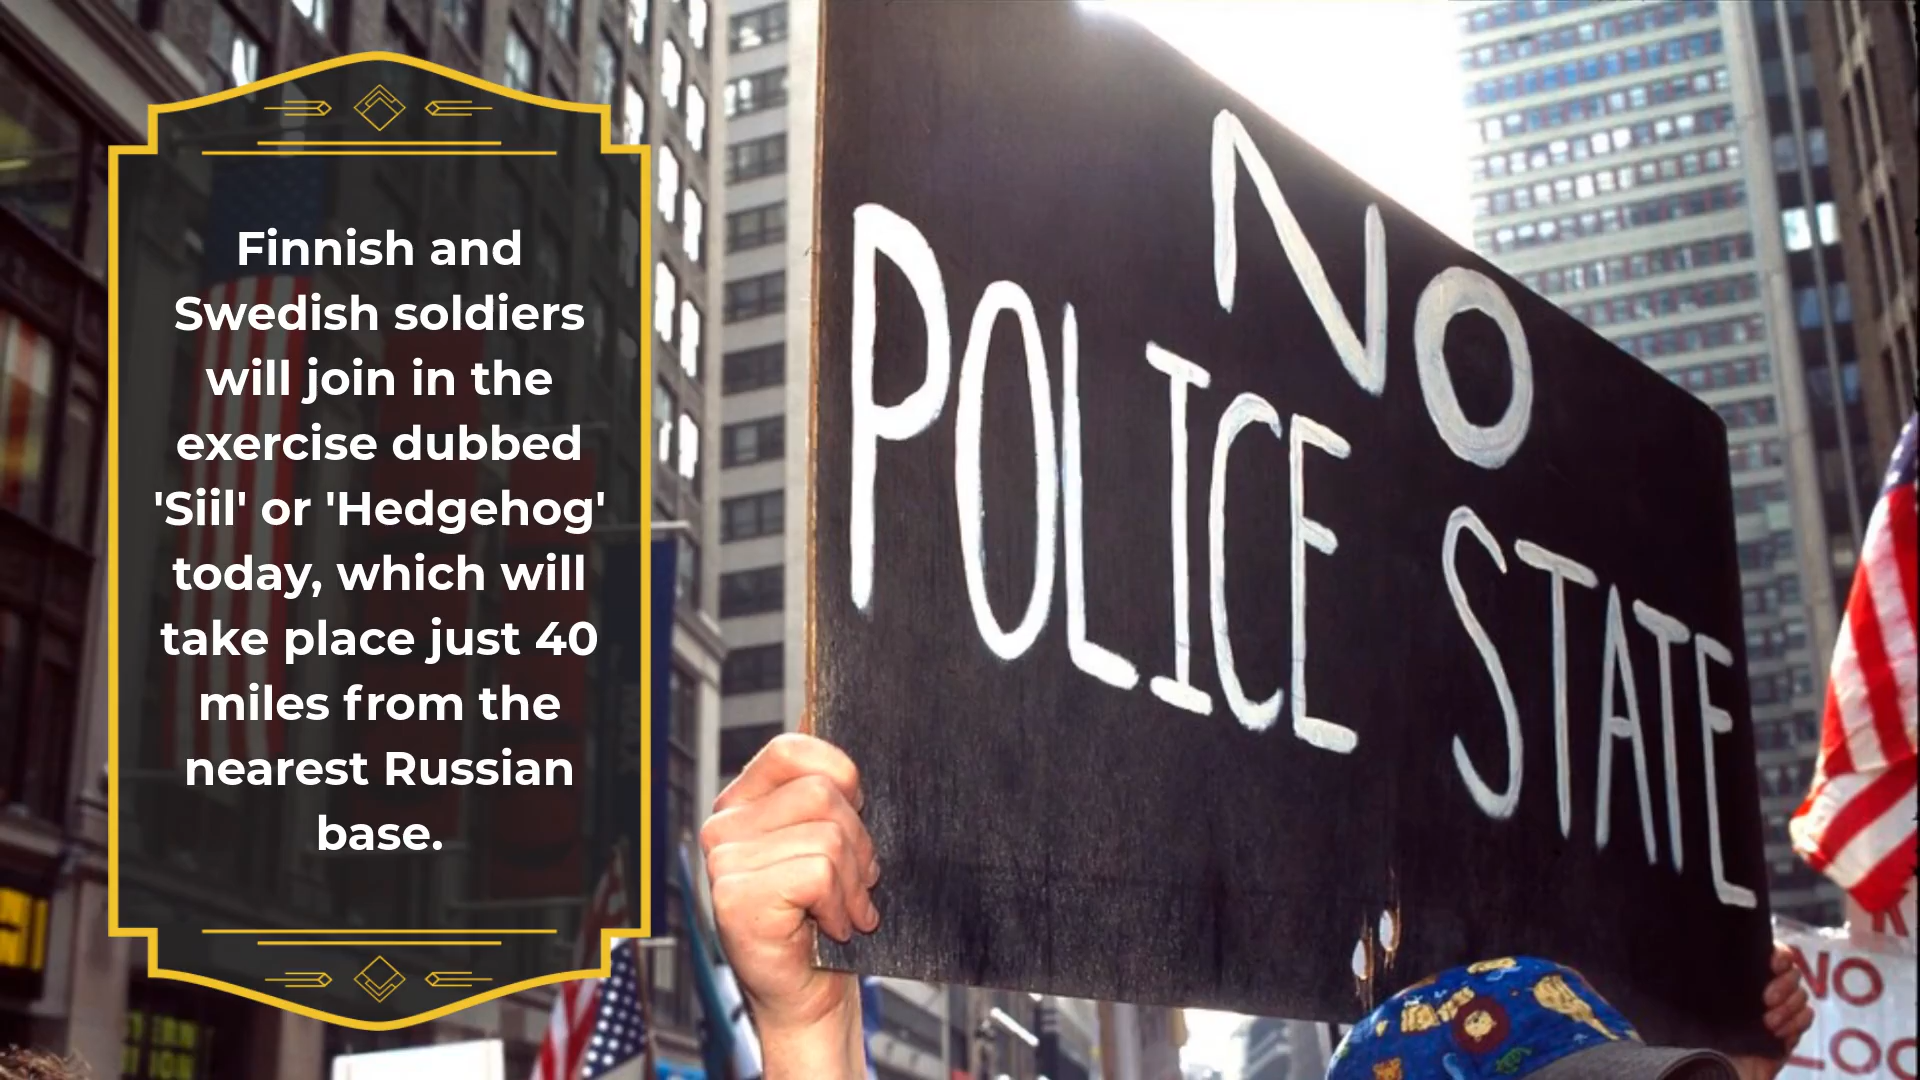 Finnish and
Swedish soldiers
will join in the
exercise dubbed
'Siil' or 'Hedgehog'
today, which will
take place just 40
miles from the
nearest Russian
base.
NO
POLICE STATE
NO